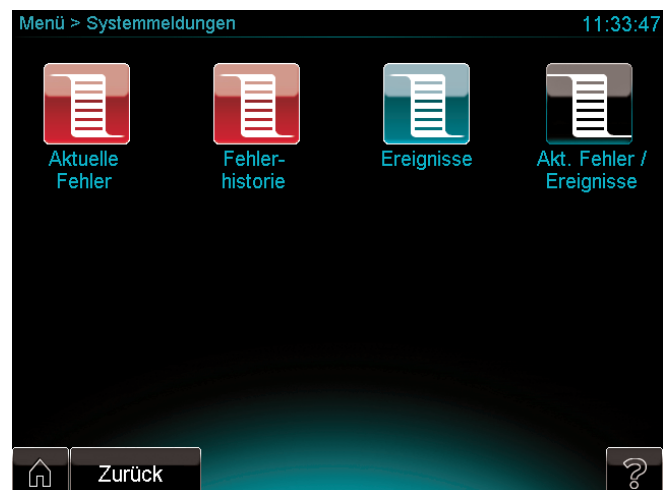 Menü > Systemmeldungen 11:33:47
Aktuelle
Fehler
Fehler-
historie
Ereignisse
Akt. Fehler /
Ereignisse
Zurück
?